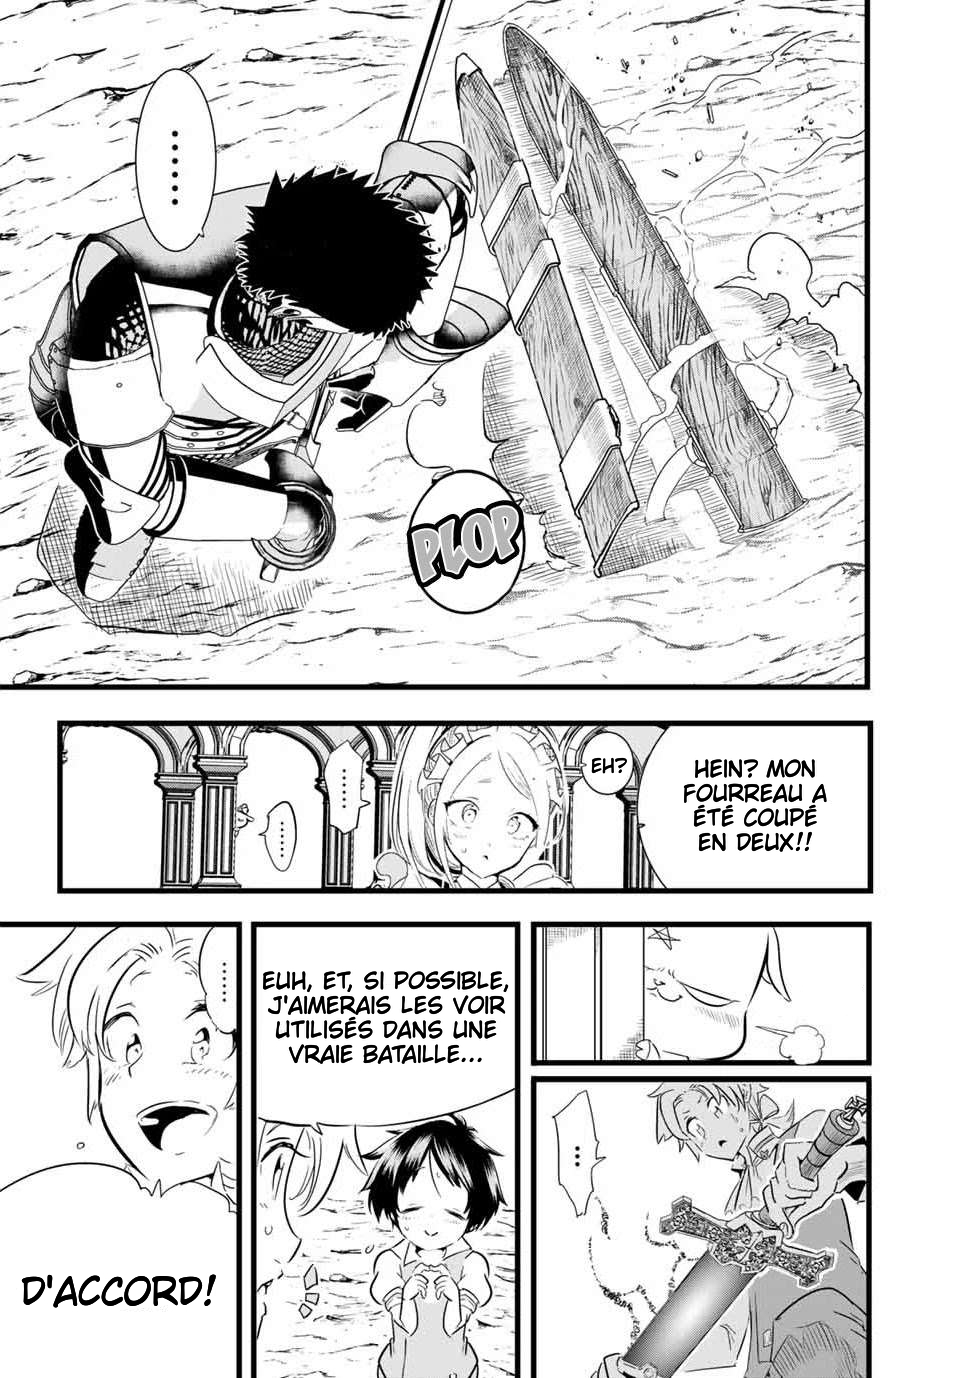 ......
PLOP
HEIN? MON
FOURREAU A
ÉTÉ COUPÉ
EN DEUX!!
EH?
.....
.....
...
EUH, ET, SI POSSIBLE,
J'AIMERAIS LES VOIR
UTILISÉS DANS UNE
VRAIE BATAILLE...
.....
D'ACCORD!